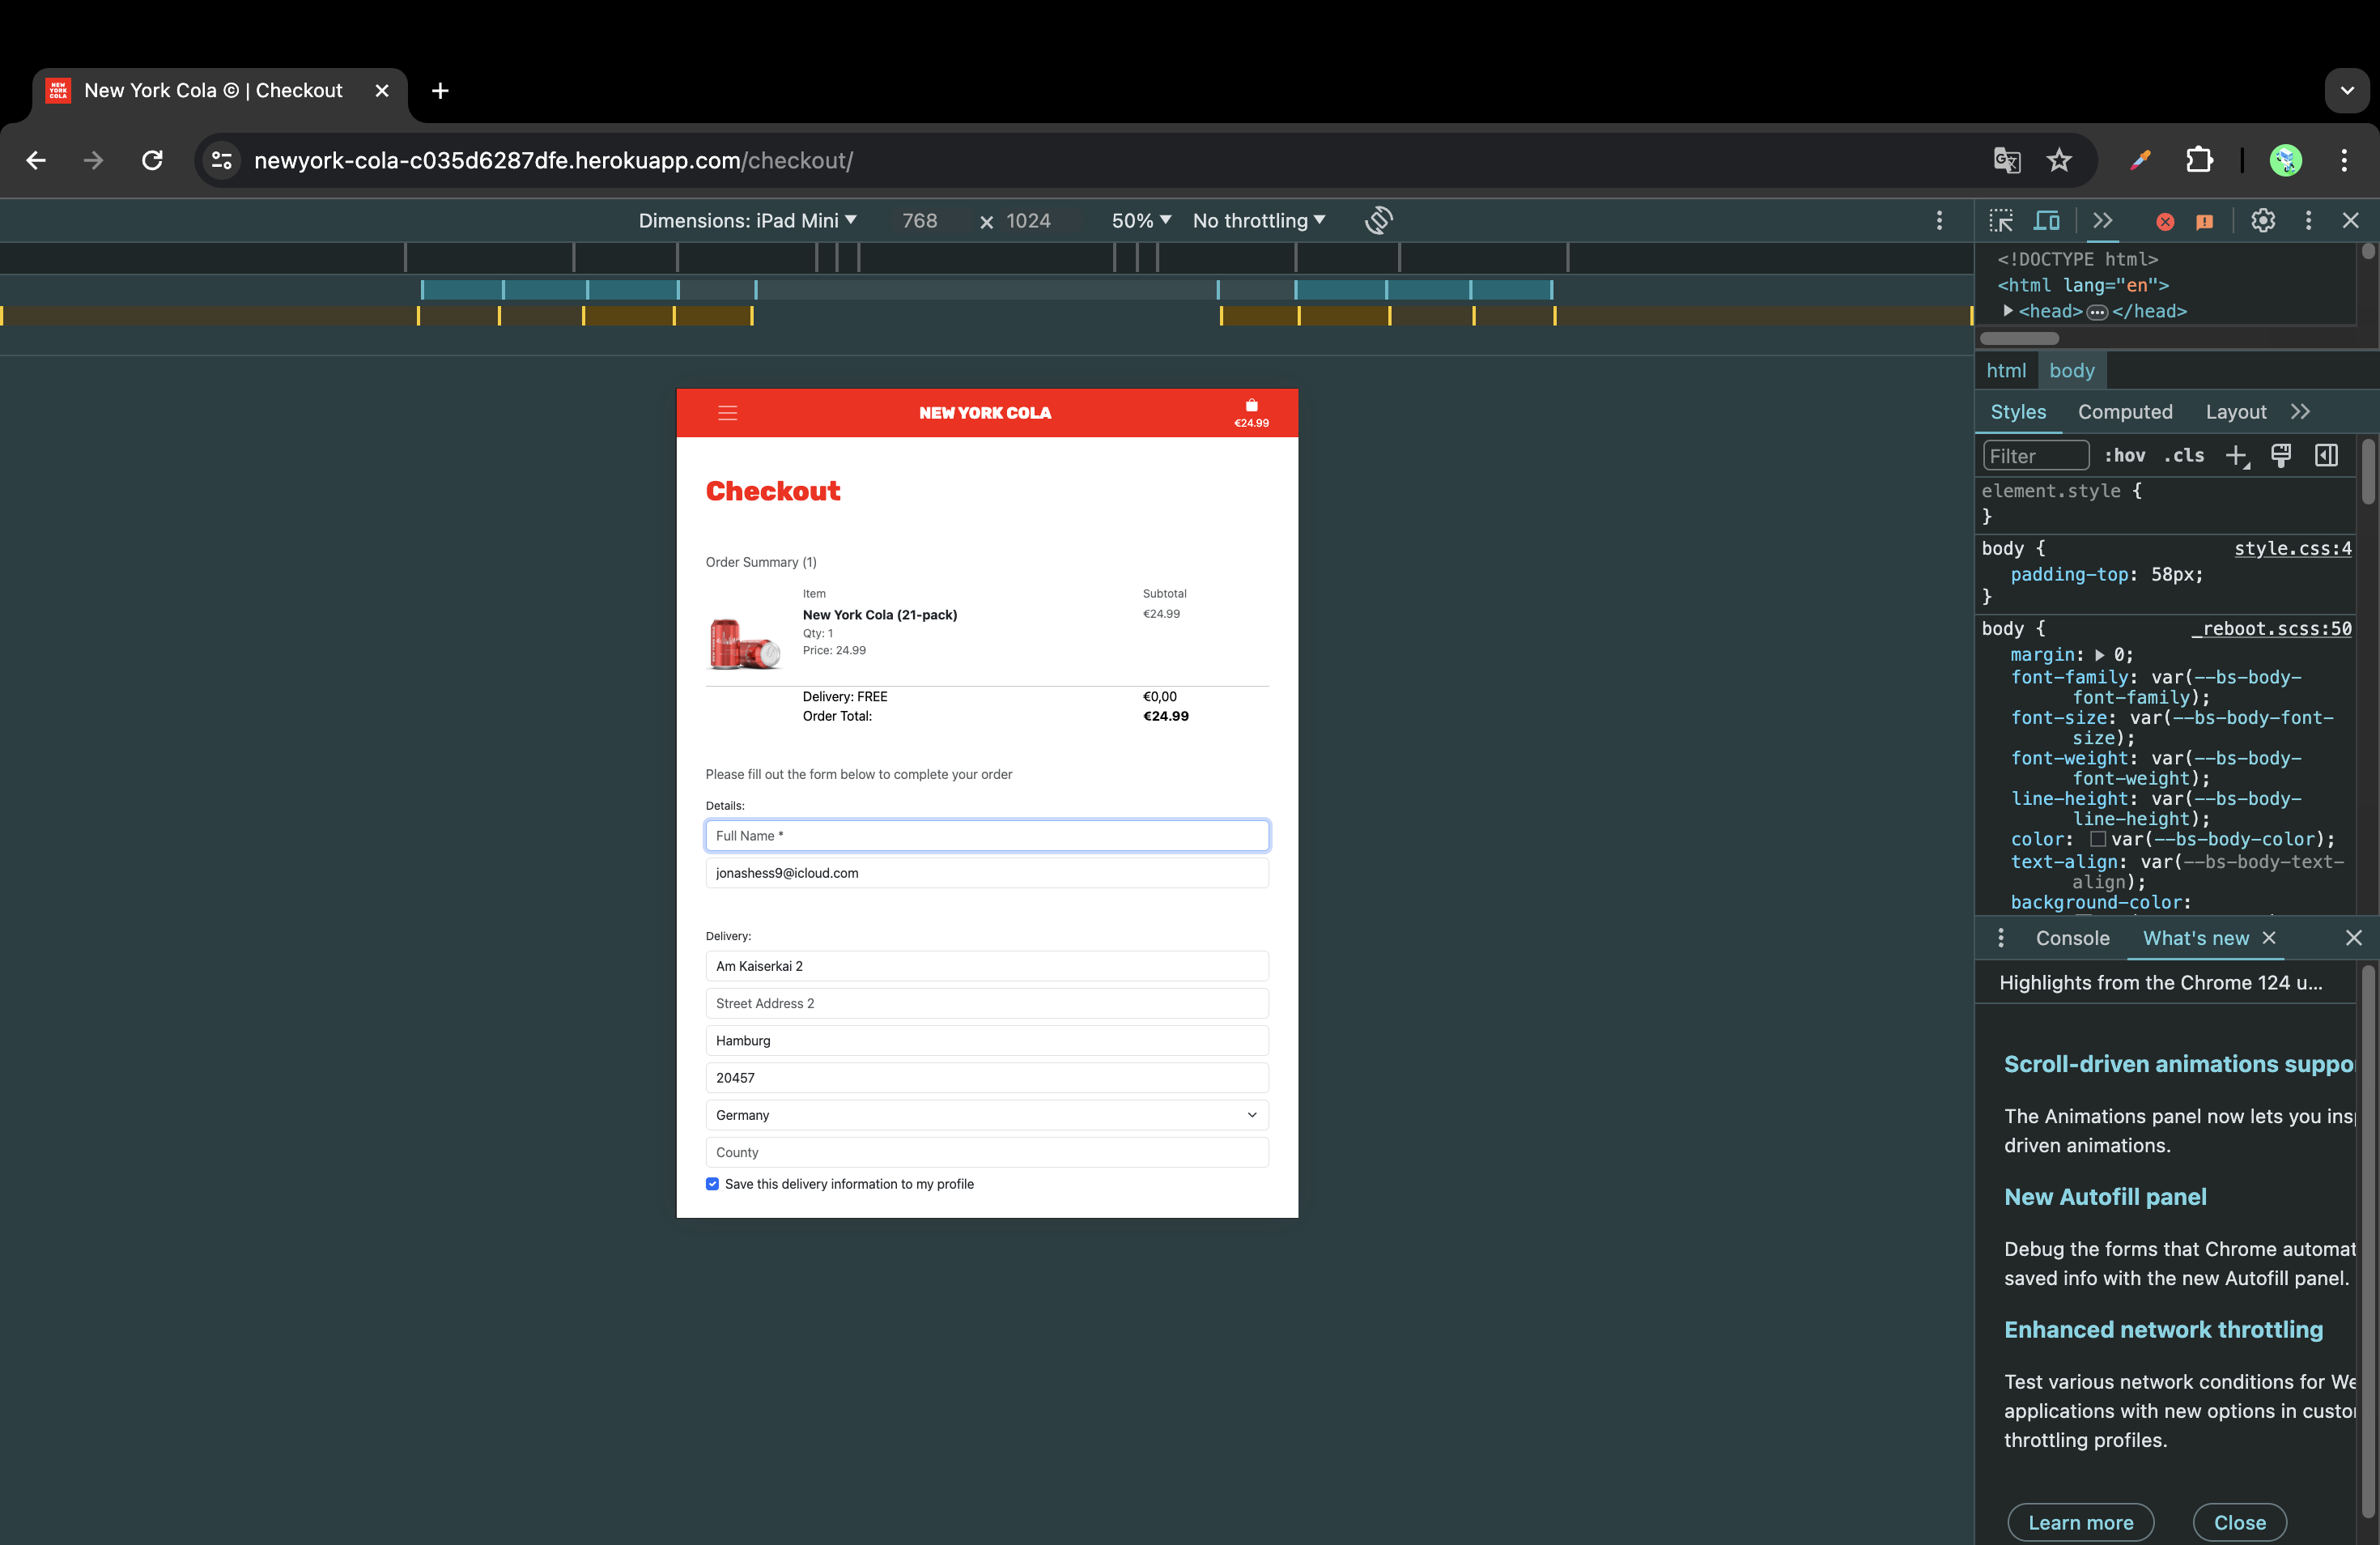 New York Cola © | Checkout
newyork-cola-c035d6287dfe.herokuapp.com/checkout/
Dimensions: iPad Mini 768 x 1024 50% No throttling
<!DOCTYPE html>
<html lang="en">
<head> </head>
html body
Styles Computed Layout
Filter :hov .cls
element.style {
}
body { style.css:4
padding-top: 58px;
}
body { _reboot.scss:50
margin: 0;
font-family: var(--bs-body-
font-family);
font-size: var(--bs-body-font-
size);
font-weight: var(--bs-body-
font-weight);
line-height: var(--bs-body-
line-height);
color: var(--bs-body-color);
text-align: var(--bs-body-text-
align);
background-color:
NEW YORK COLA
€24.99
Checkout
Order Summary (1)
Item Subtotal
New York Cola (21-pack) €24.99
Qty: 1
Price: 24.99
Delivery: FREE €0,00
Order Total: €24.99
Please fill out the form below to complete your order
Details:
Full Name *
jonashess9@icloud.com
Delivery:
Am Kaiserkai 2
Street Address 2
Hamburg
20457
Germany
County
Save this delivery information to my profile
Console What's new
Highlights from the Chrome 124 u...
Scroll-driven animations suppo
The Animations panel now lets you ins
driven animations.
New Autofill panel
Debug the forms that Chrome automat
saved info with the new Autofill panel.
Enhanced network throttling
Test various network conditions for We
applications with new options in custo
throttling profiles.
Learn more Close